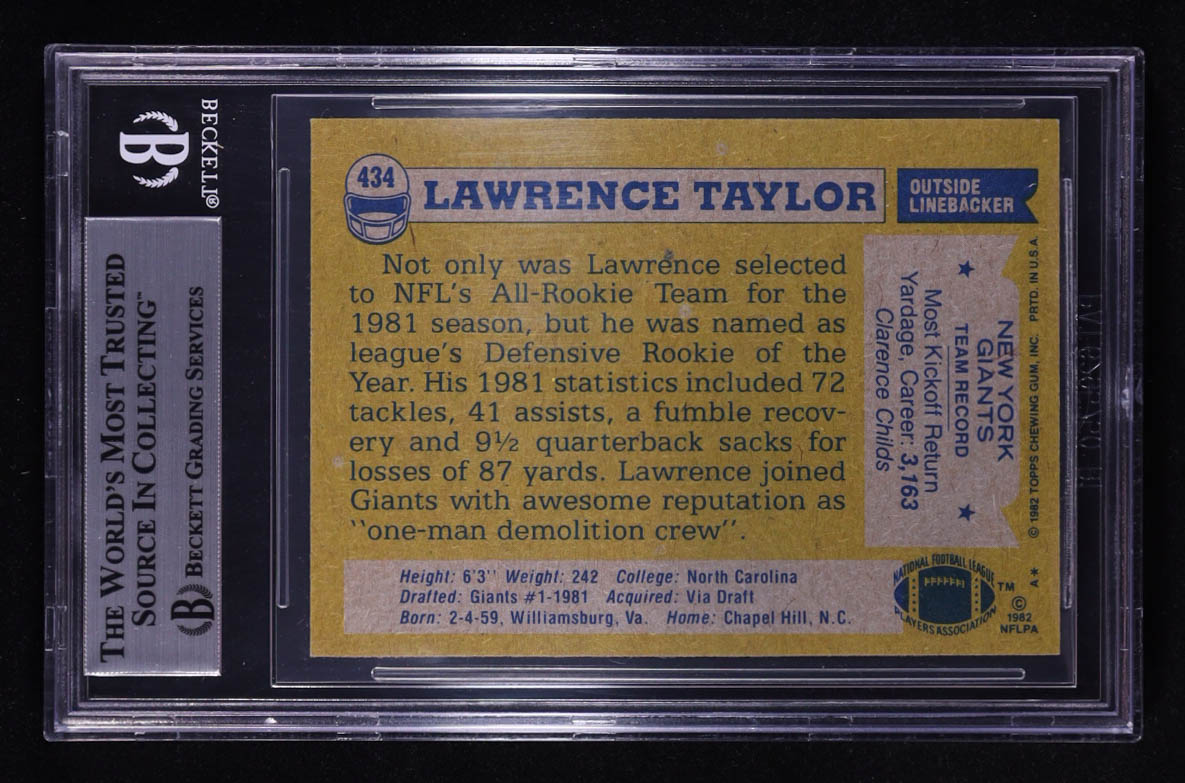 BECKETT®
B
THE WORLD'S MOST TRUSTED
SOURCE IN COLLECTING™
B BECKETT GRADING SERVICES
434
LAWRENCE TAYLOR
OUTSIDE
LINEBACKER
Not only was Lawrence selected
to NFL's All-Rookie Team for the
1981 season, but he was named as
league's Defensive Rookie of the
Year. His 1981 statistics included 72
tackles, 41 assists, a fumble recov-
ery and 9½ quarterback sacks for
losses of 87 yards. Lawrence joined
Giants with awesome reputation as
''one-man demolition crew''.
NEW YORK
GIANTS
TEAM RECORD
Most Kickoff Return
Yardage, Career: 3,163
Clarence Childs
© 1982 TOPPS CHEWING GUM, INC. PRTD. IN U.S.A.
A*
Height: 6'3'' Weight: 242 College: North Carolina
Drafted: Giants #1-1981 Acquired: Via Draft
Born: 2-4-59, Williamsburg, Va. Home: Chapel Hill, N.C.
NATIONAL FOOTBALL LEAGUE
PLAYERS ASSOCIATION
TM
©
1982
NFLPA